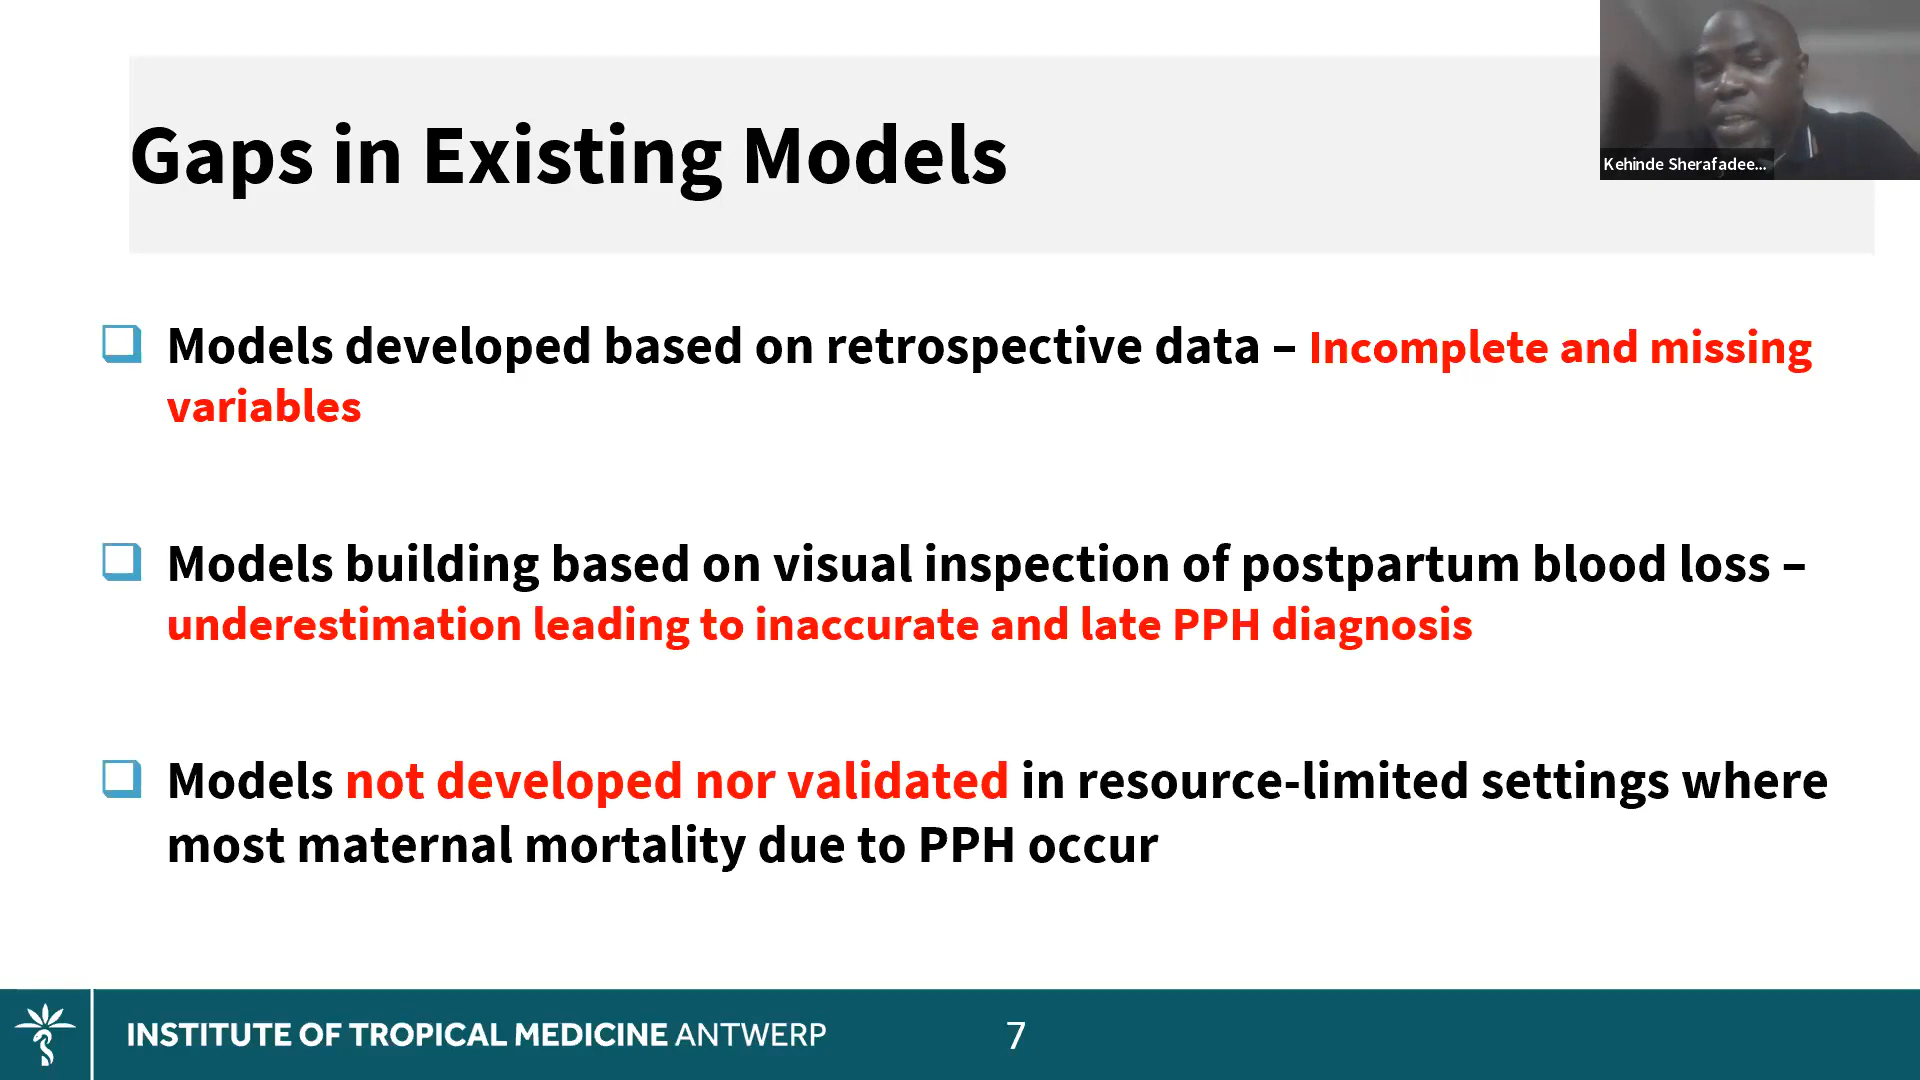 Gaps in Existing Models
Kehinde Sherafadee...
Models developed based on retrospective data – Incomplete and missing
variables
Models building based on visual inspection of postpartum blood loss –
underestimation leading to inaccurate and late PPH diagnosis
Models not developed nor validated in resource-limited settings where
most maternal mortality due to PPH occur
INSTITUTE OF TROPICAL MEDICINE ANTWERP
7